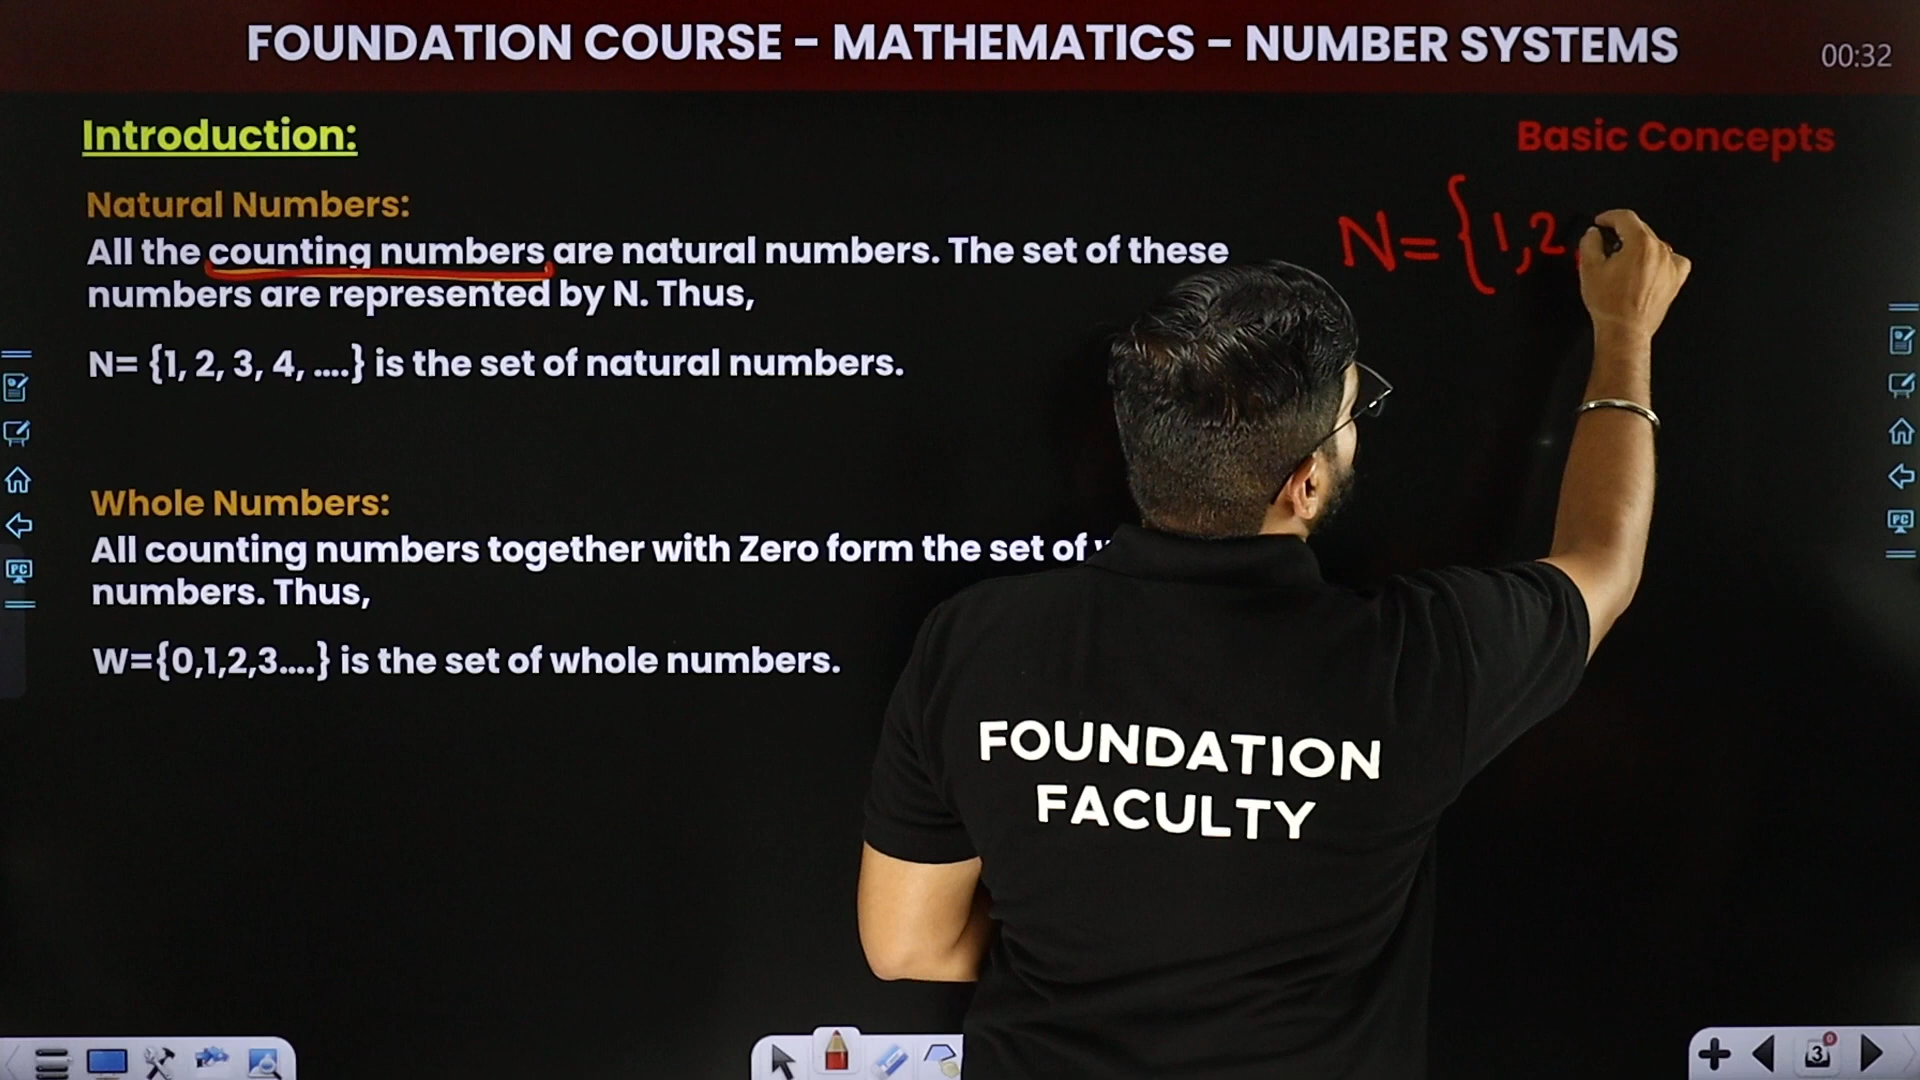 FOUNDATION COURSE - MATHEMATICS - NUMBER SYSTEMS
00:32
Introduction:
Basic Concepts
Natural Numbers:
All the counting numbers are natural numbers. The set of these
numbers are represented by N. Thus,
N= {1, 2, 3, 4, ....} is the set of natural numbers.
N= {1,2,
Whole Numbers:
All counting numbers together with Zero form the set of
numbers. Thus,
W={0,1,2,3....} is the set of whole numbers.
FOUNDATION
FACULTY
PC
PC
3
0